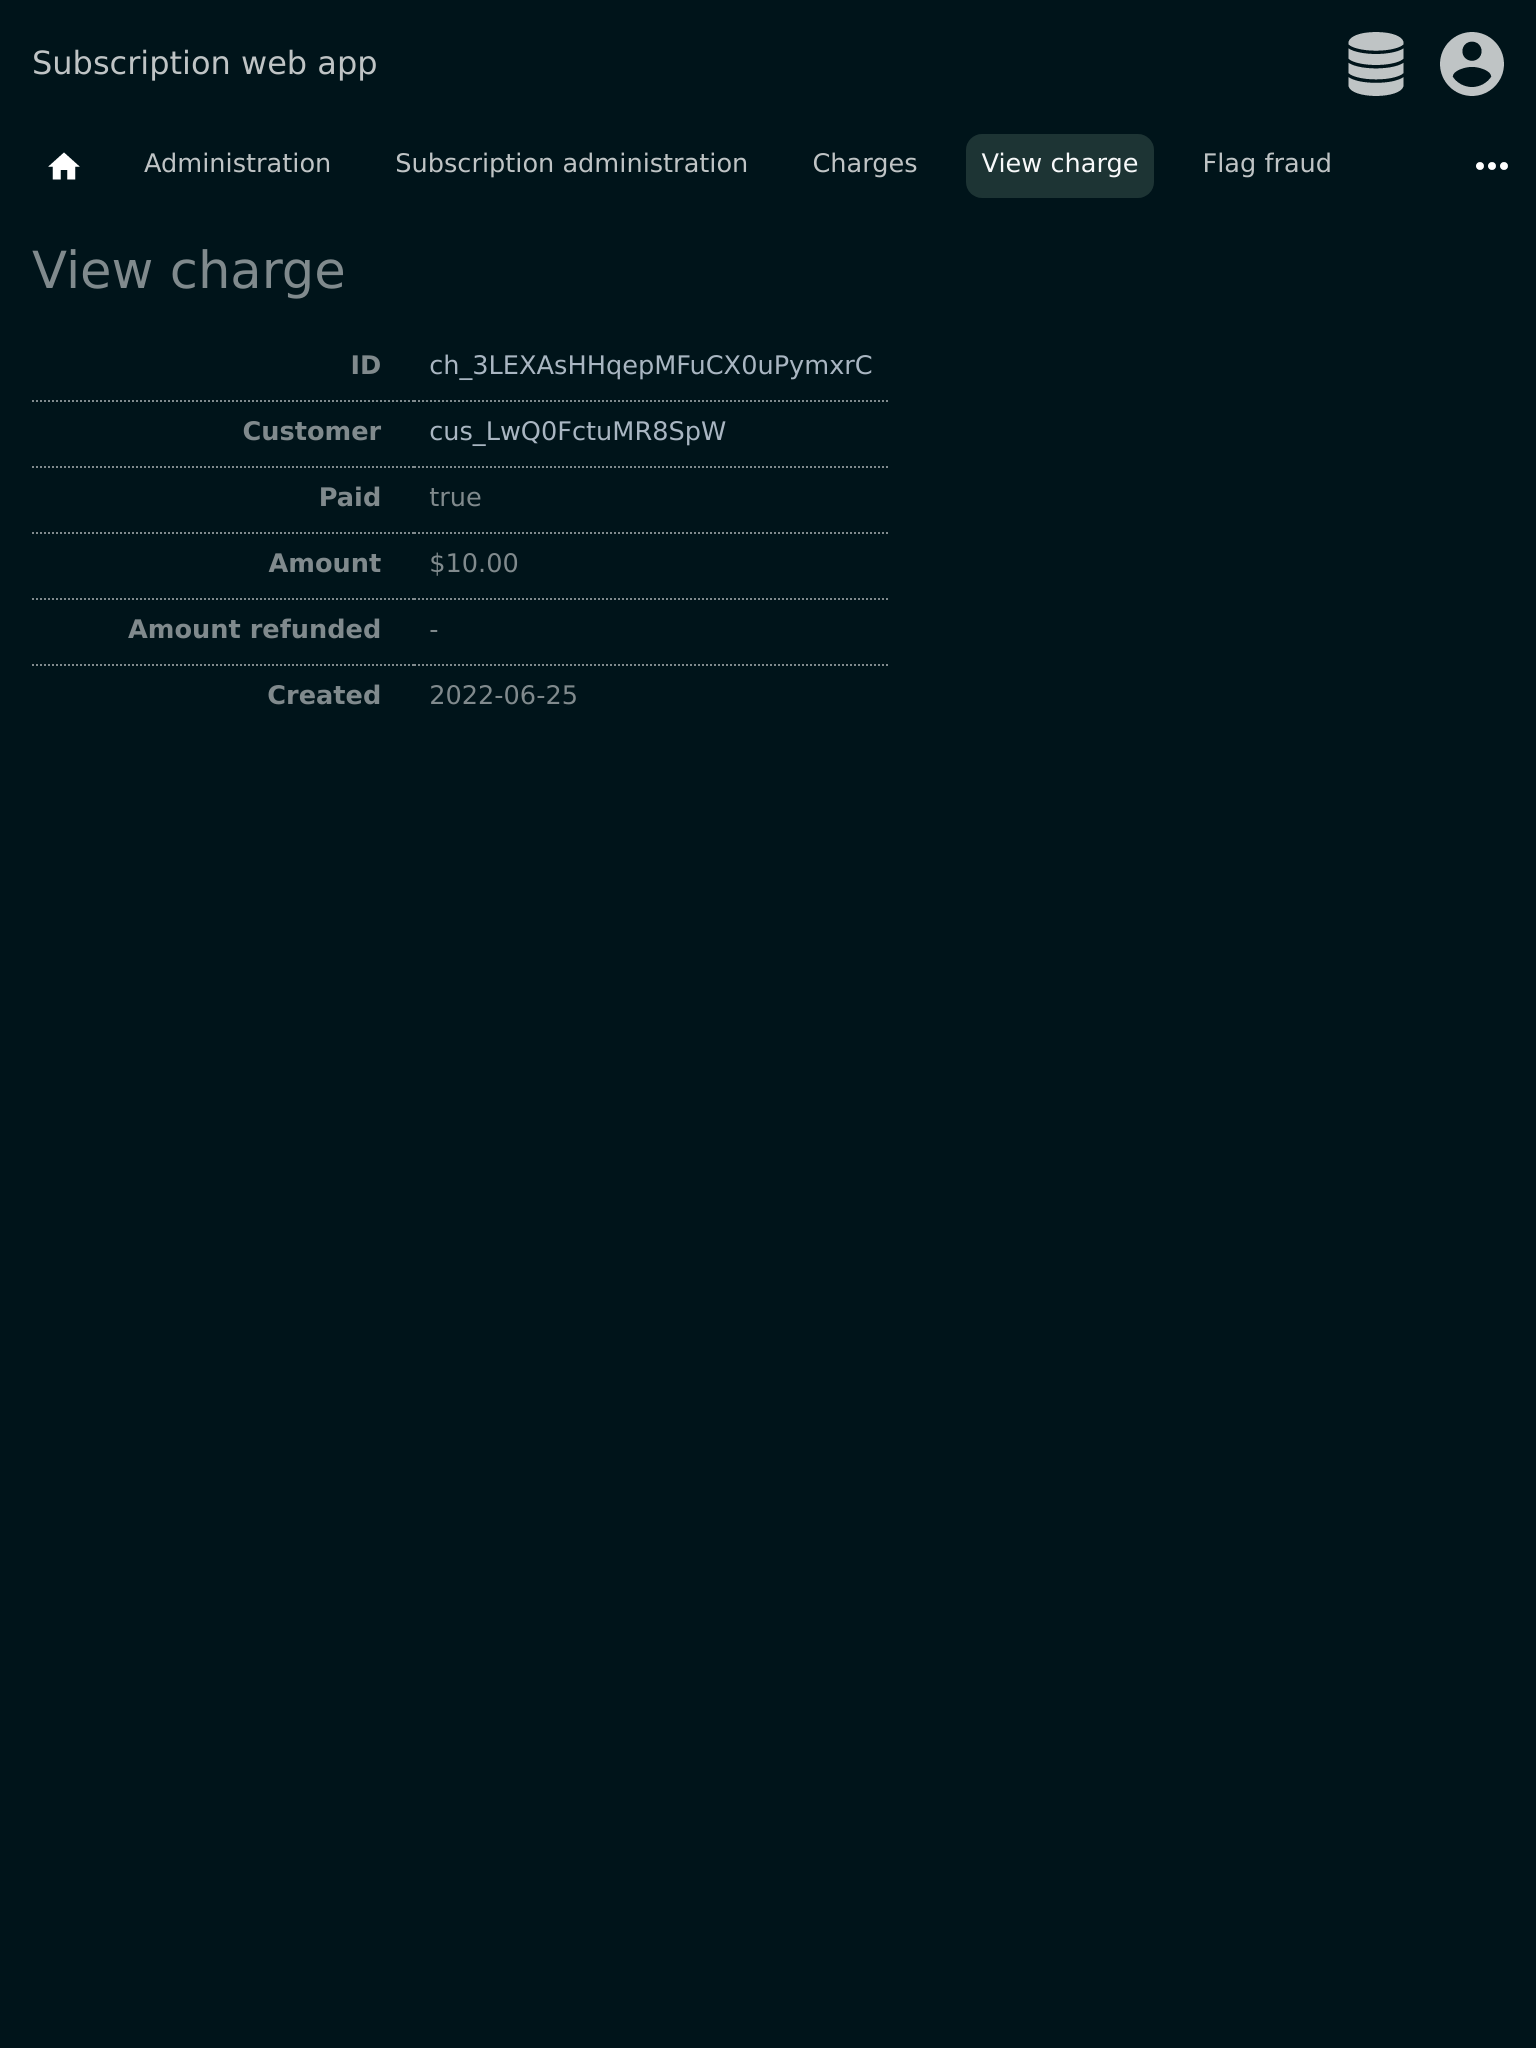 Subscription web app
Administration Subscription administration Charges View charge Flag fraud
View charge
ID ch_3LEXAsHHqepMFuCX0uPymxrC
Customer cus_LwQ0FctuMR8SpW
Paid true
Amount $10.00
Amount refunded -
Created 2022-06-25